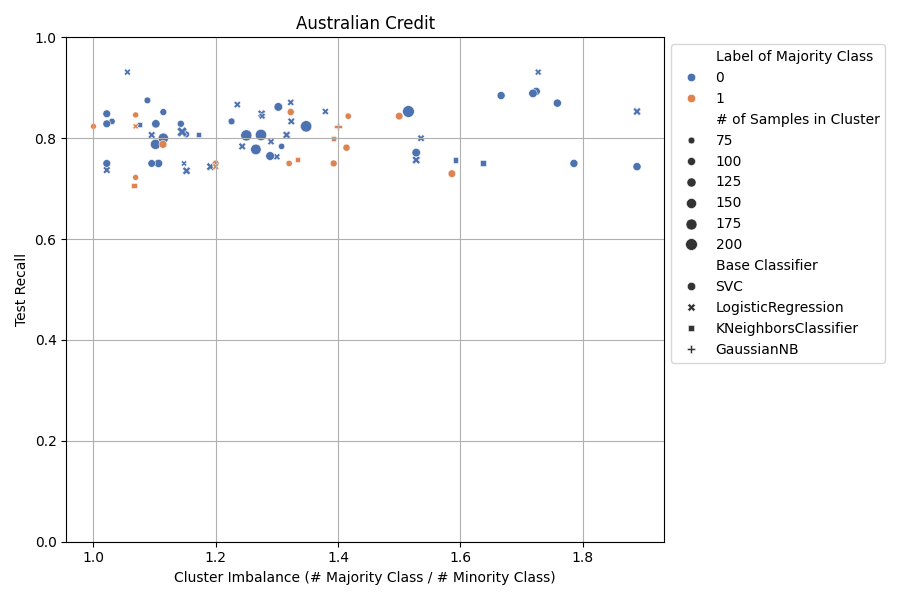 Australian Credit
Test Recall
1.0
0.8
0.6
0.4
0.2
0.0
1.0 1.2 1.4 1.6 1.8
Cluster Imbalance (# Majority Class / # Minority Class)
Label of Majority Class
0
1
# of Samples in Cluster
75
100
125
150
175
200
Base Classifier
SVC
LogisticRegression
KNeighborsClassifier
GaussianNB